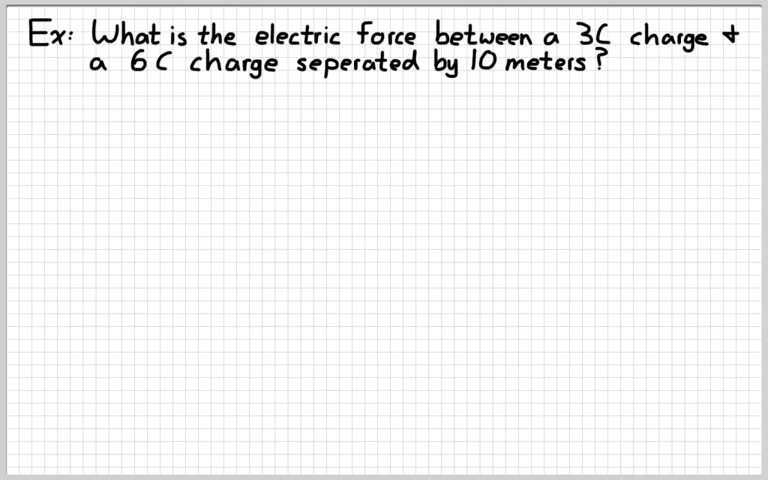 Ex: What is the electric force between a 3C charge +
a 6C charge seperated by 10 meters?